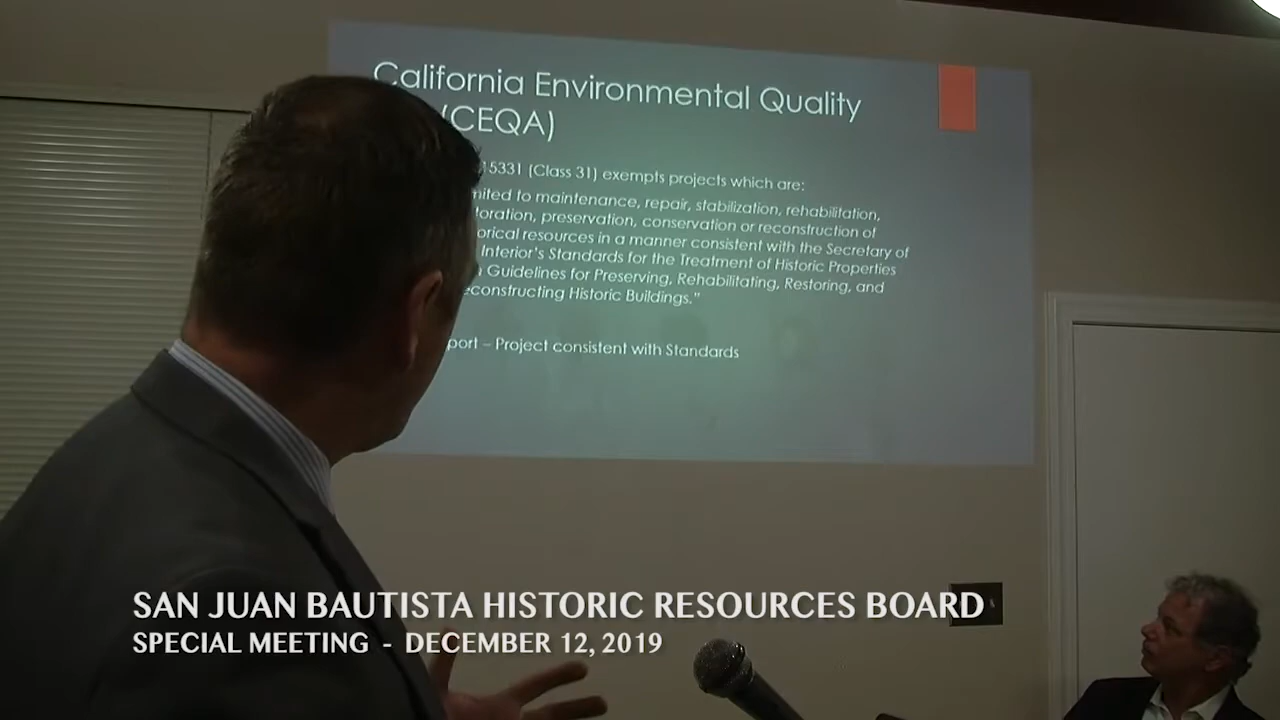 California Environmental Quality
(CEQA)
15331 (Class 31) exempts projects which are:
mited to maintenance, repair, stabilization, rehabilitation,
toration, preservation, conservation or reconstruction of
orical resources in a manner consistent with the Secretary of
Interior's Standards for the Treatment of Historic Properties
Guidelines for Preserving, Rehabilitating, Restoring, and
econstructing Historic Buildings."
port – Project consistent with Standards
SAN JUAN BAUTISTA HISTORIC RESOURCES BOARD
SPECIAL MEETING - DECEMBER 12, 2019